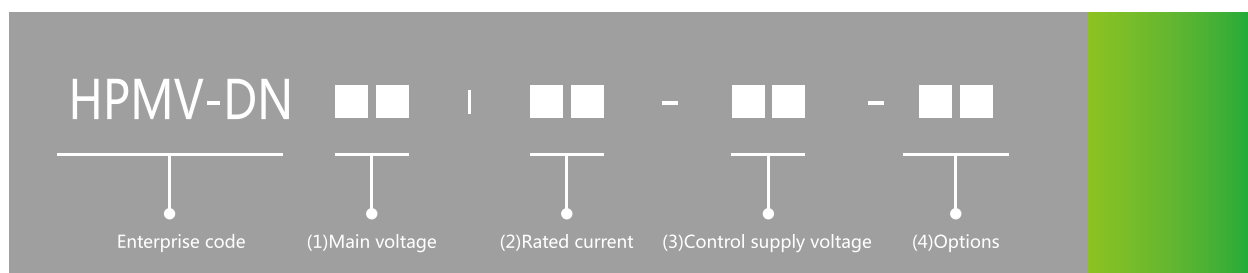 HPMV-DN □□ | □□ - □□ - □□
Enterprise code (1)Main voltage (2)Rated current (3)Control supply voltage (4)Options